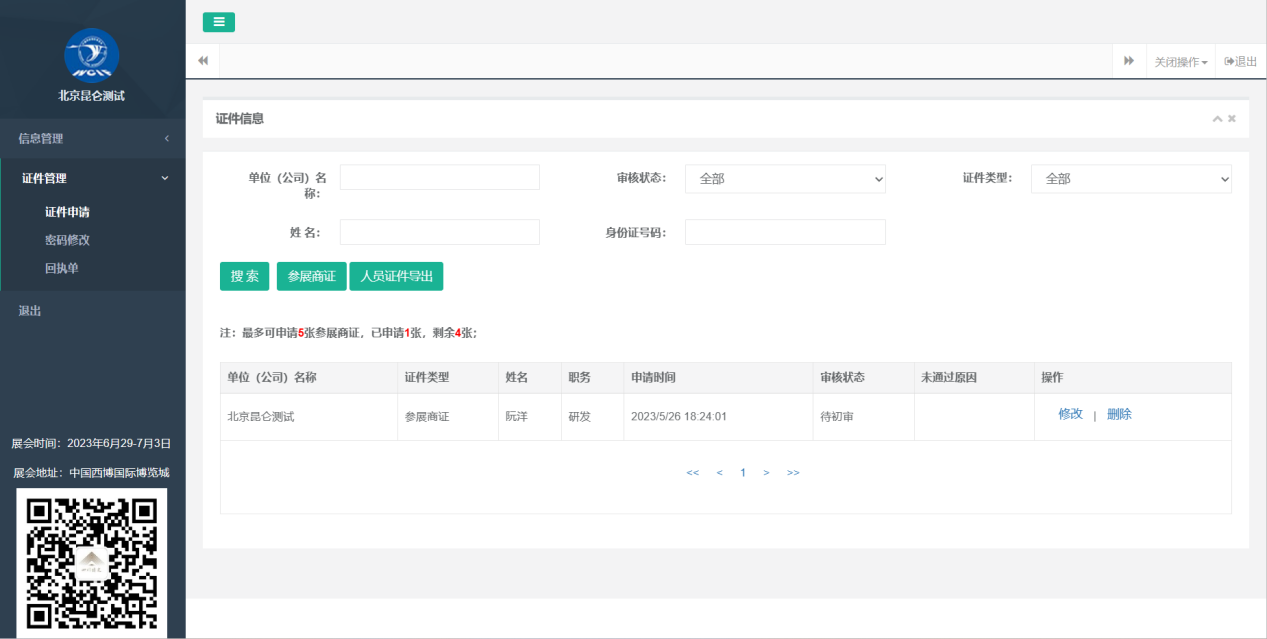 北京昆仑测试
信息管理
证件管理
证件申请
密码修改
回执单
退出
展会时间：2023年6月29-7月3日
展会地址：中国西博国际博览城
关闭操作
退出
证件信息
单位（公司）名称：
审核状态：
全部
证件类型：
全部
姓 名：
身份证号码：
搜 索
参展商证
人员证件导出
注：最多可申请5张参展商证，已申请1张，剩余4张；
单位（公司）名称 证件类型 姓名 职务 申请时间 审核状态 未通过原因 操作
北京昆仑测试 参展商证 阮洋 研发 2023/5/26 18:24:01 待初审 修改 | 删除
<< < 1 > >>